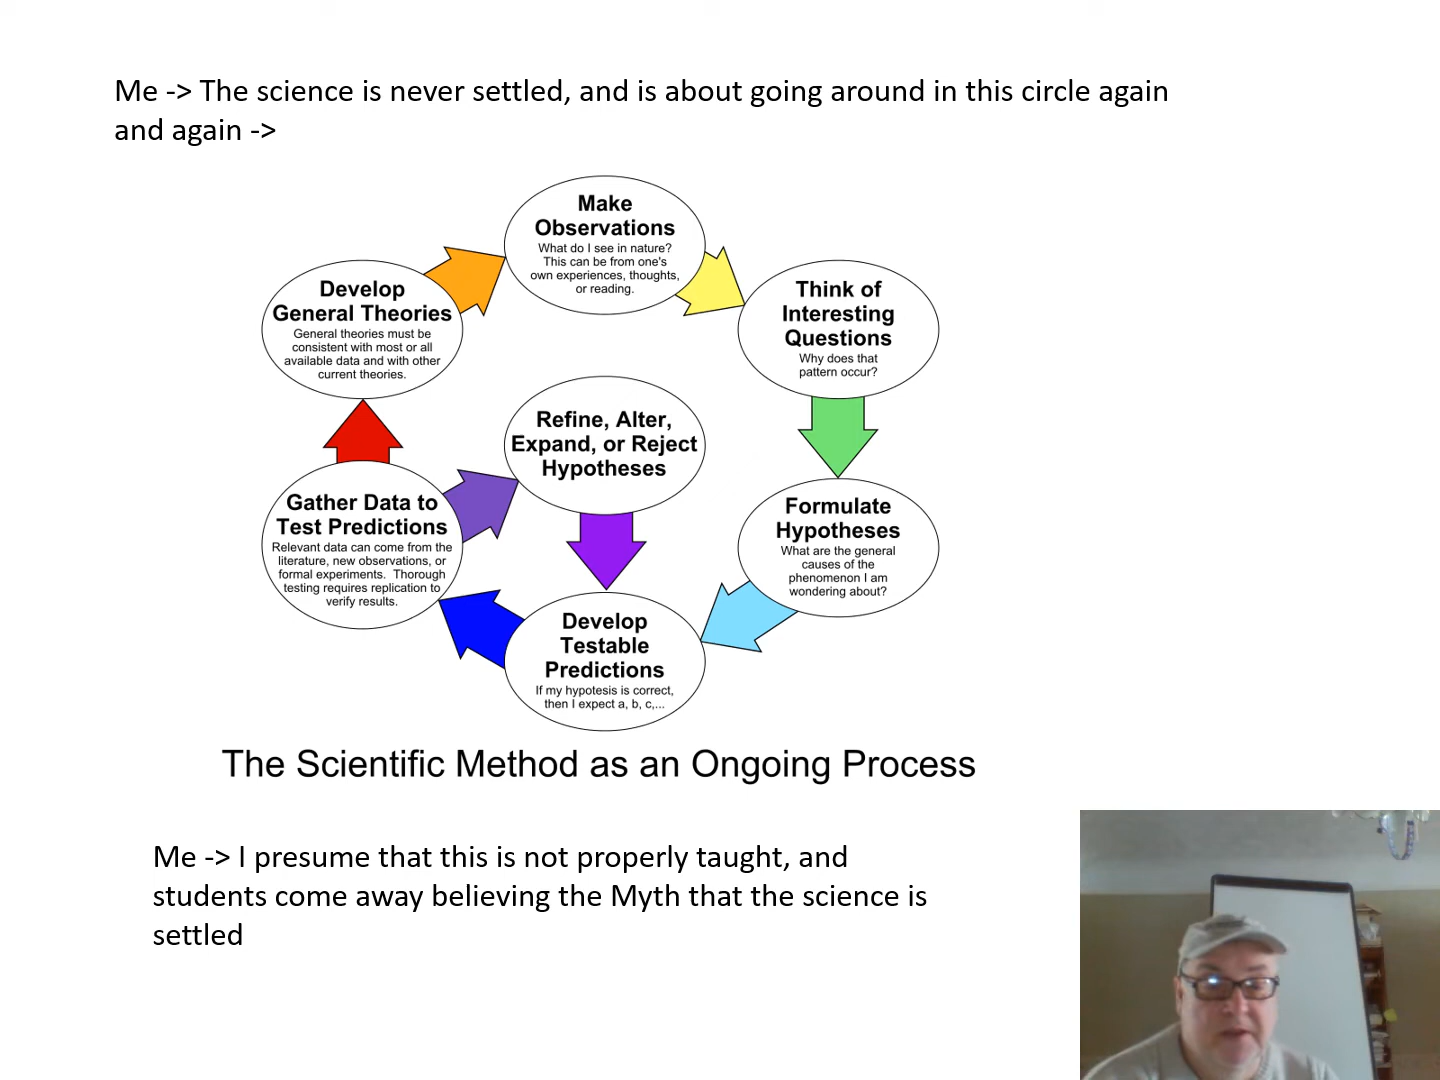 Me -> The science is never settled, and is about going around in this circle again
and again ->
Make
Observations
What do I see in nature?
This can be from one's
own experiences, thoughts,
or reading.
Think of
Interesting
Questions
Why does that
pattern occur?
Formulate
Hypotheses
What are the general
causes of the
phenomenon I am
wondering about?
Develop
Testable
Predictions
If my hypotesis is correct,
then I expect a, b, c,...
Gather Data to
Test Predictions
Relevant data can come from the
literature, new observations, or
formal experiments. Thorough
testing requires replication to
verify results.
Refine, Alter,
Expand, or Reject
Hypotheses
Develop
General Theories
General theories must be
consistent with most or all
available data and with other
current theories.
The Scientific Method as an Ongoing Process
Me -> I presume that this is not properly taught, and
students come away believing the Myth that the science is
settled